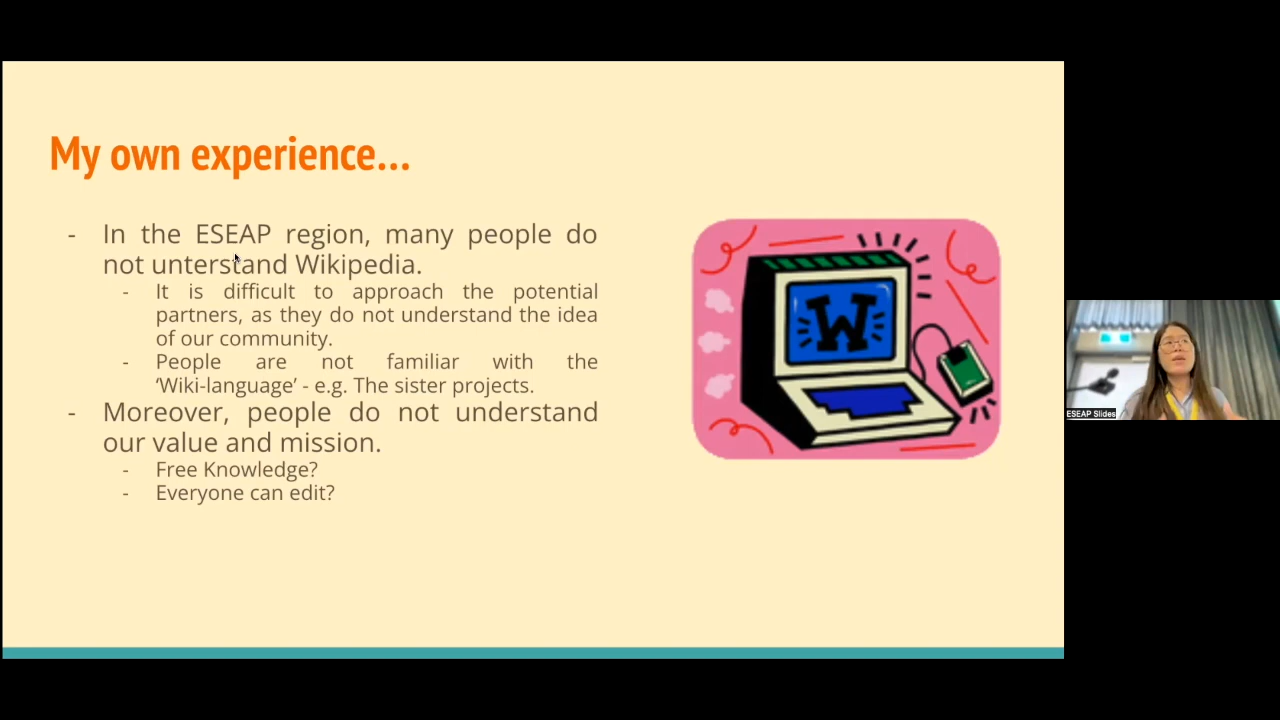 My own experience...
- In the ESEAP region, many people do
not unterstand Wikipedia.
- It is difficult to approach the potential
partners, as they do not understand the idea
of our community.
- People are not familiar with the
‘Wiki-language’ - e.g. The sister projects.
- Moreover, people do not understand
our value and mission.
- Free Knowledge?
- Everyone can edit?
W
ESEAP Slides